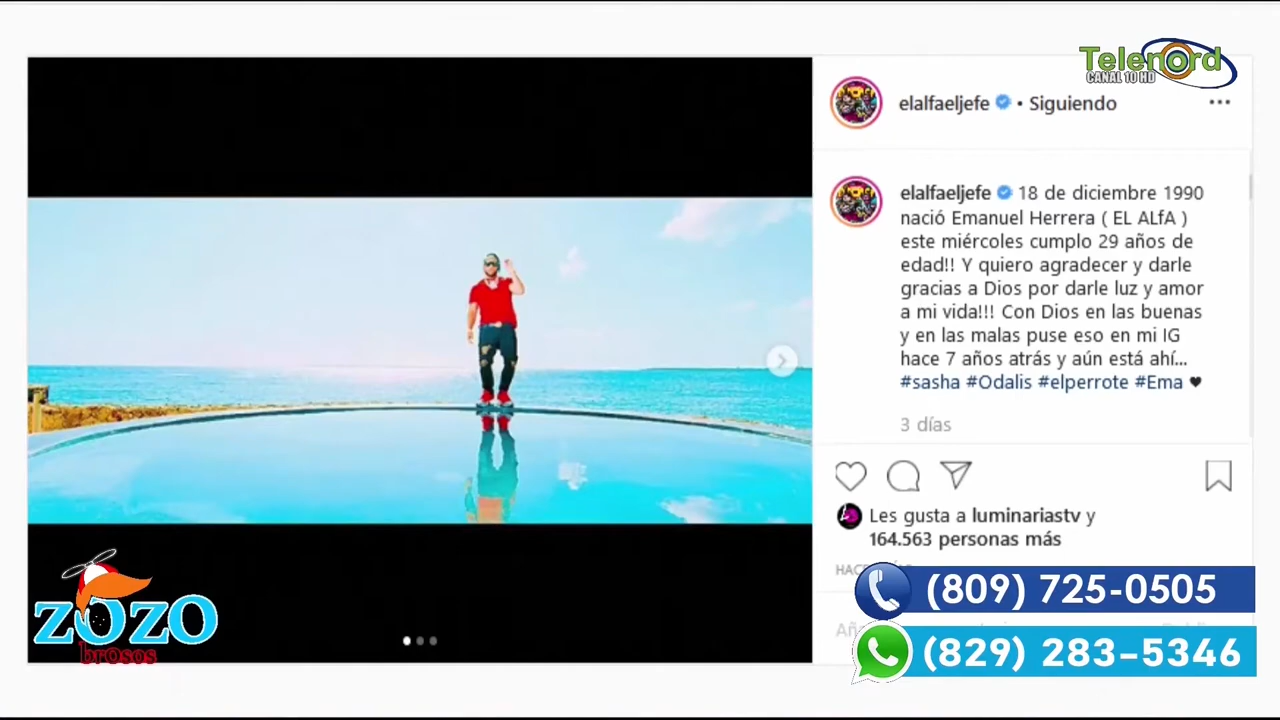 Telenord
CANAL 10 HD
elalfaeljefe • Siguiendo
elalfaeljefe 18 de diciembre 1990
nació Emanuel Herrera ( EL ALfA )
este miércoles cumplo 29 años de
edad!! Y quiero agradecer y darle
gracias a Dios por darle luz y amor
a mi vida!!! Con Dios en las buenas
y en las malas puse eso en mi IG
hace 7 años atrás y aún está ahí...
#sasha #Odalis #elperrote #Ema ♥
3 días
Les gusta a luminariastv y
164.563 personas más
(809) 725-0505
(829) 283-5346
zozo
brosos